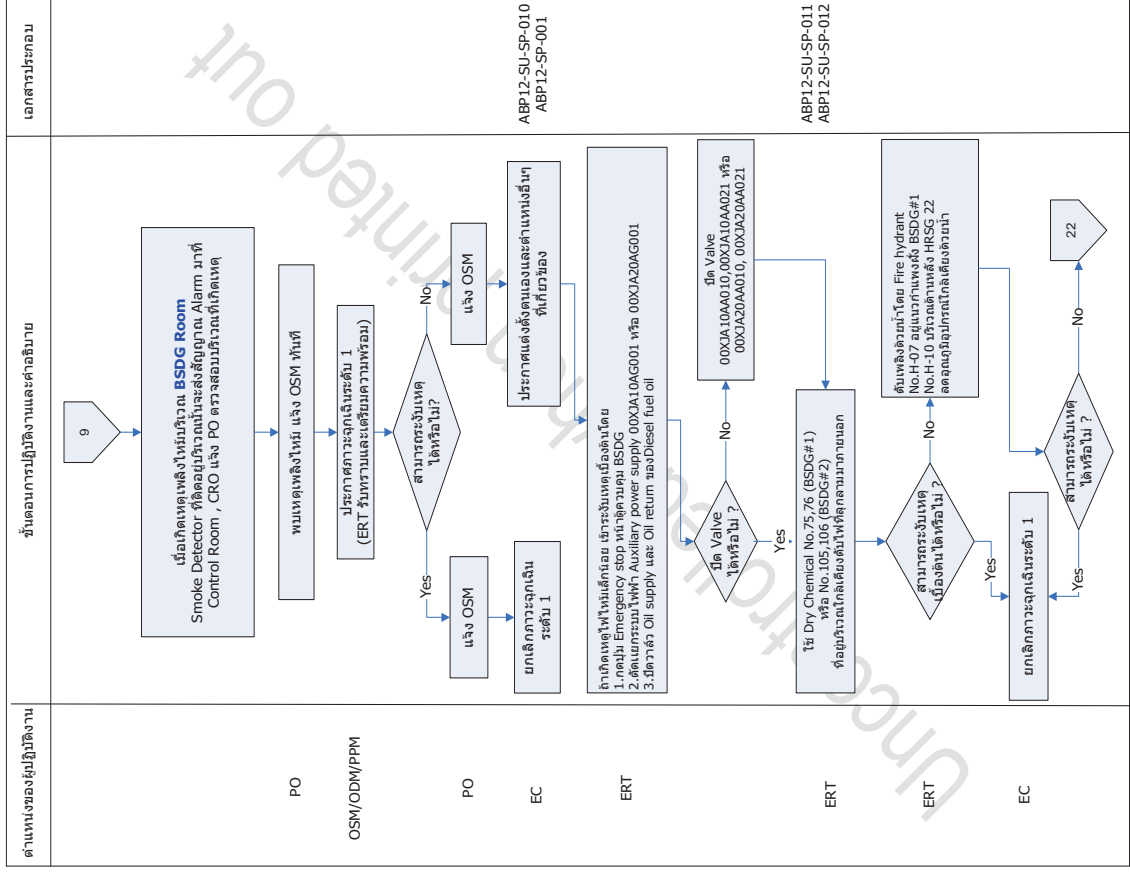 ตำแหน่งของผู้ปฏิบัติงาน
ขั้นตอนการปฏิบัติงานและคำอธิบาย
เอกสารประกอบ
9
เมื่อเกิดเหตุเพลิงไหม้บริเวณ BSDG Room
Smoke Detector ที่ติดอยู่บริเวณนั้นจะส่งสัญญาณ Alarm มาที่
Control Room , CRO แจ้ง PO ตรวจสอบบริเวณที่เกิดเหตุ
PO
พบเหตุเพลิงไหม้ แจ้ง OSM ทันที
OSM/ODM/PPM
ประกาศภาวะฉุกเฉินระดับ 1
(ERT รับทราบและเตรียมความพร้อม)
สามารถระงับเหตุ
ได้หรือไม่?
Yes
No
PO
แจ้ง OSM
แจ้ง OSM
EC
ยกเลิกภาวะฉุกเฉิน
ระดับ 1
ประกาศแต่งตั้งตนเองและตำแหน่งอื่นๆ
ที่เกี่ยวข้อง
ABP12-SU-SP-010
ABP12-SP-001
ERT
ถ้าเกิดเหตุไฟไหม้เล็กน้อย เข้าระงับเหตุเบื้องต้นโดย
1.กดปุ่ม Emergency stop หน้าตู้ควบคุม BSDG
2.ตัดแยกระบบไฟฟ้า Auxiliary power supply 00XJA10AG001 หรือ 00XJA20AG001
3.ปิดวาล์ว Oil supply และ Oil return ของDiesel fuel oil
ปิด Valve
ได้หรือไม่ ?
No
Yes
ปิด Valve
00XJA10AA010,00XJA10AA021 หรือ
00XJA20AA010, 00XJA20AA021
ERT
ใช้ Dry Chemical No.75,76 (BSDG#1)
หรือ No.105,106 (BSDG#2)
ที่อยู่บริเวณใกล้เคียงดับไฟที่ลุกลามมาภายนอก
ABP12-SU-SP-011
ABP12-SU-SP-012
ERT
สามารถระงับเหตุ
เบื้องต้นได้หรือไม่ ?
No
Yes
ดับเพลิงด้วยน้ำโดย Fire hydrant
No.H-07 อยู่แนวกำแพงฝั่ง BSDG#1
No.H-10 บริเวณด้านหลัง HRSG 22
ลดอุณภูมิอุปกรณ์ใกล้เคียงด้วยน้ำ
EC
ยกเลิกภาวะฉุกเฉินระดับ 1
สามารถระงับเหตุ
ได้หรือไม่ ?
Yes
No
22